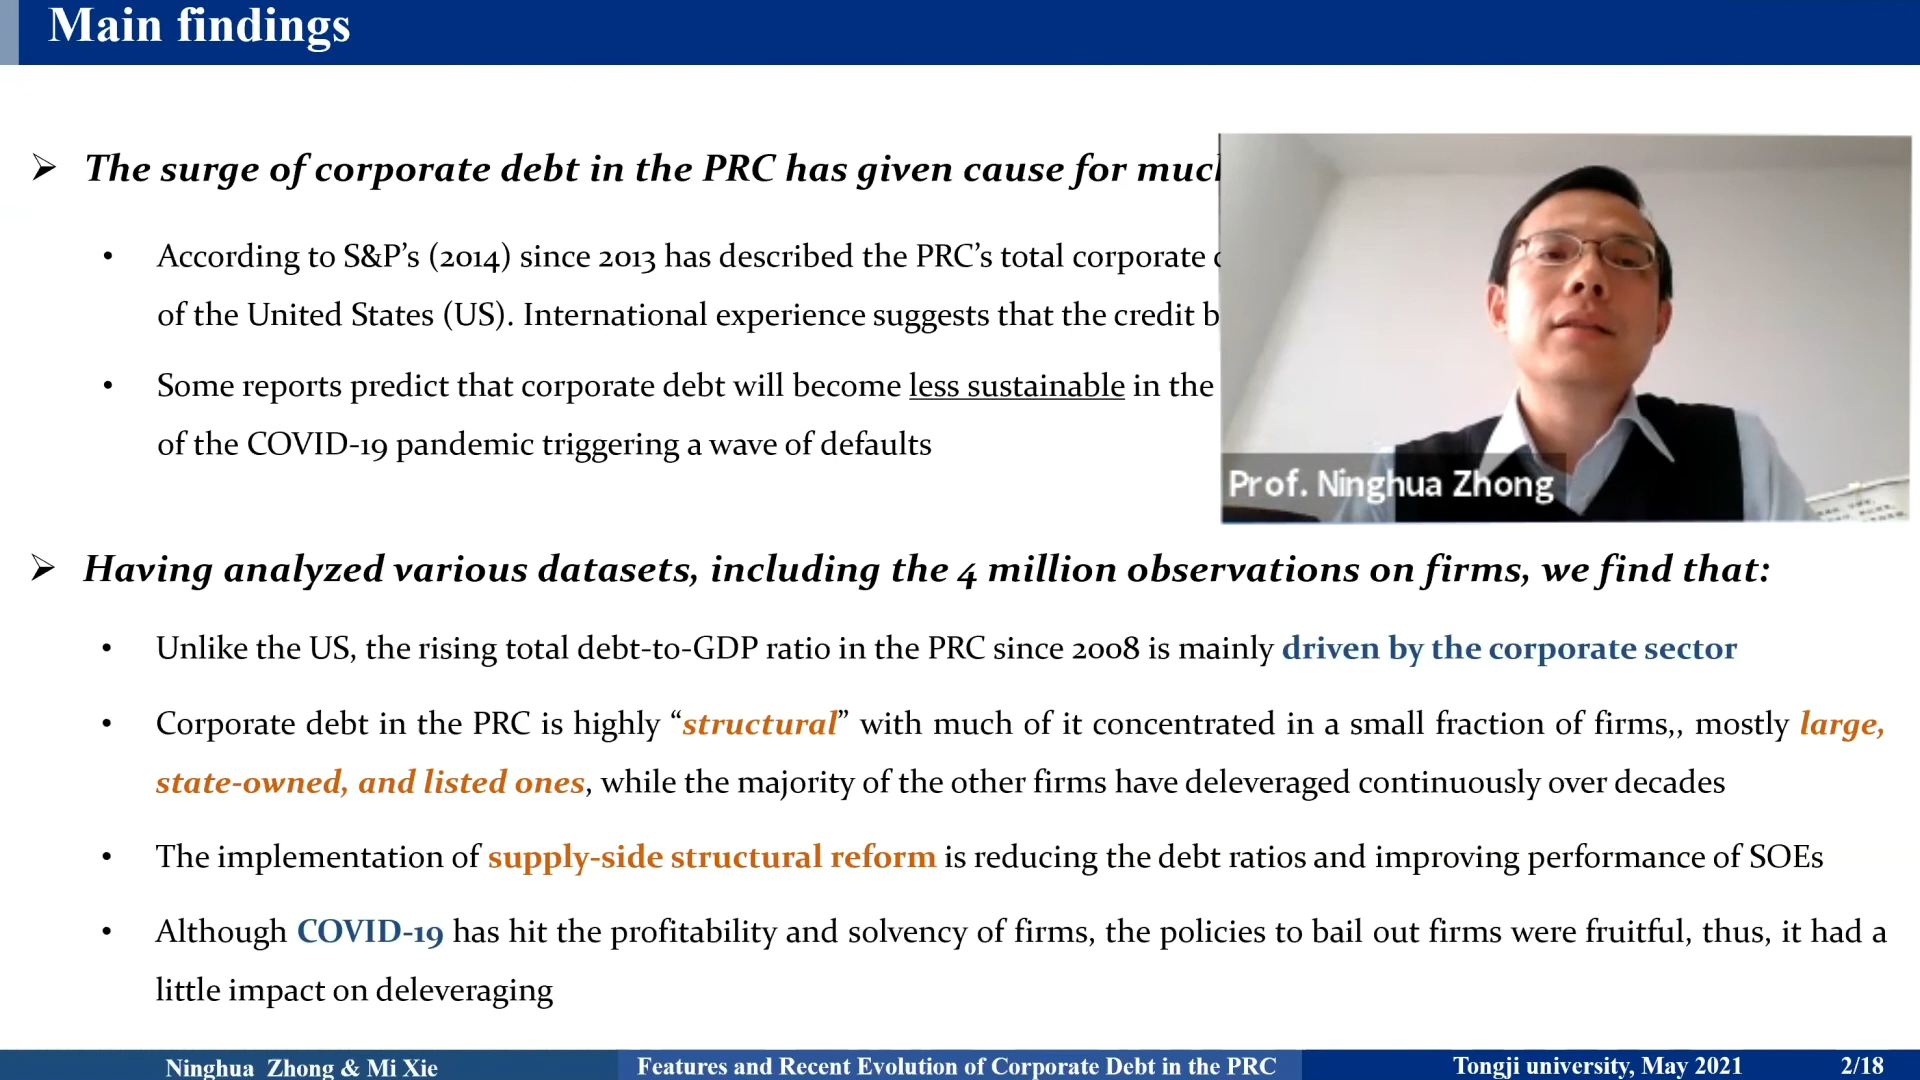 Main findings
➢ The surge of corporate debt in the PRC has given cause for
• According to S&P’s (2014) since 2013 has described the PRC’s total corporate
of the United States (US). International experience suggests that the credit
• Some reports predict that corporate debt will become less sustainable in the
of the COVID-19 pandemic triggering a wave of defaults
Prof. Ninghua Zhong
➢ Having analyzed various datasets, including the 4 million observations on firms, we find that:
• Unlike the US, the rising total debt-to-GDP ratio in the PRC since 2008 is mainly driven by the corporate sector
• Corporate debt in the PRC is highly “structural” with much of it concentrated in a small fraction of firms,, mostly large,
state-owned, and listed ones, while the majority of the other firms have deleveraged continuously over decades
• The implementation of supply-side structural reform is reducing the debt ratios and improving performance of SOEs
• Although COVID-19 has hit the profitability and solvency of firms, the policies to bail out firms were fruitful, thus, it had a
little impact on deleveraging
Ninghua Zhong & Mi Xie
Features and Recent Evolution of Corporate Debt in the PRC
Tongji university, May 2021
2/18